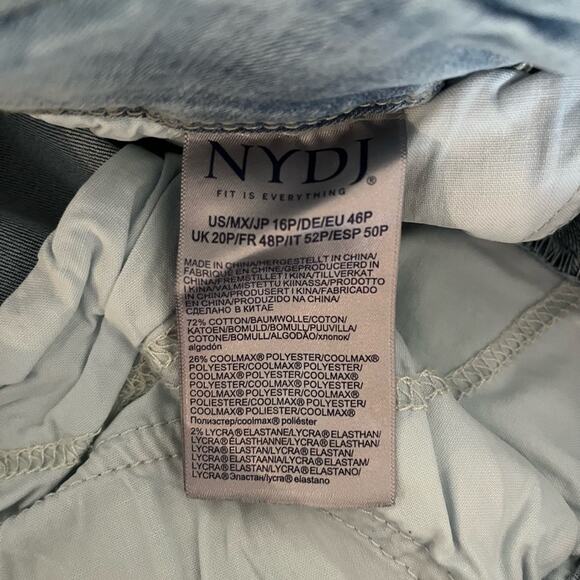 NYDJ®
FIT IS EVERYTHING
US/MX/JP 16P/DE/EU 46P
UK 20P/FR 48P/IT 52P/ESP 50P
MADE IN CHINA/HERGESTELLT IN CHINA/
FABRIQUÉ EN CHINE/GEPRODUCEERD IN
CHINA/FREMSTILLET I KINA/TILLVERKAT
I KINA/VALMISTETTU KIINASSA/PRODOTTO
IN CHINA/PRODUSERT I KINA/FABRICADO
EN CHINA/PRODUZIDO NA CHINA/
СДЕЛАНО В КИТАЕ
72% COTTON/BAUMWOLLE/COTON/
KATOEN/BOMULD/BOMULL/PUUVILLA/
COTONE/BOMULL/ALGODÃO/хлопок/
algodón
26% COOLMAX® POLYESTER/COOLMAX®
POLYESTER/COOLMAX® POLYESTER/
COOLMAX® POLYESTER/COOLMAX®
POLYESTER/COOLMAX® POLYESTER/
COOLMAX® POLYESTERI/COOLMAX®
POLIESTERE/COOLMAX® POLYESTER/
COOLMAX® POLIESTER/COOLMAX®
Полиэстер/coolmax® poliéster
2% LYCRA® ELASTANE/LYCRA® ELASTHAN/
LYCRA® ÉLASTHANNE/LYCRA® ELASTHAN/
LYCRA® ELASTAN/LYCRA® ELASTAN/
LYCRA® ELASTAANIA/LYCRA® ELASTAM/
LYCRA® ELASTAN/LYCRA® ELASTANO/
LYCRA® Эластан/lycra® elastano